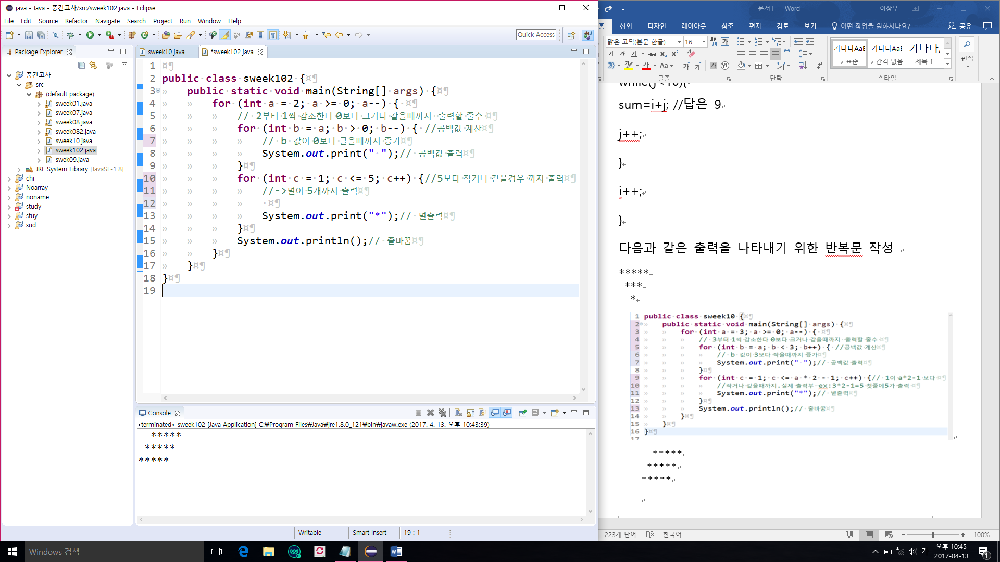 java - Java - 중간고사/src/sweek102.java - Eclipse
File Edit Source Refactor Navigate Search Project Run Window Help
Quick Access
Package Explorer
중간고사
src
(default package)
sweek01.java
sweek07.java
sweek08.java
sweek082.java
sweek10.java
sweek102.java
swek09.java
JRE System Library [JavaSE-1.8]
chi
Noarray
noname
study
stuy
sud
sweek10.java *sweek102.java
1
2 public class sweek102 {
3 public static void main(String[] args) {
4 for (int a = 2; a >= 0; a--) {
5 // 2부터 1씩 감소한다 0보다 크거나 같을때까지 출력할 줄수
6 for (int b = a; b > 0; b--) { //공백값 계산
7 // b 값이 0보다 클을때까지 증가
8 System.out.print(" ");// 공백값 출력
9 }
10 for (int c = 1; c <= 5; c++) {//5보다 작거나 같을경우 까지 출력
11 //->별이 5개까지 출력
12
13 System.out.print("*");// 별출력
14 }
15 System.out.println();// 줄바꿈
16 }
17 }
18 }
19
Console
<terminated> sweek102 [Java Application] C:₩Program Files₩Java₩jre1.8.0_121₩bin₩javaw.exe (2017. 4. 13. 오후 10:43:39)
  *****
 *****
*****
Writable Smart Insert 19 : 1
문서1 - Word 이상우
홈 삽입 디자인 레이아웃 참조 편지 검토 보기 어떤 작업을 원하시나요? 공유
맑은 고딕(본문 한글) 16
가나다AaB 가나다AaB 가나다
표준 간격 없음 제목 1
편집
글꼴 단락 스타일
while(j<10){
sum=i+j; //답은 9
j++;
}
i++;
}
다음과 같은 출력을 나타내기 위한 반복문 작성
*****
 ***
  *
1 public class sweek10 {
2 public static void main(String[] args) {
3 for (int a = 3; a >= 0; a--) {
4 // 3부터 1씩 감소한다 0보다 크거나 같을때까지 출력할 줄수
5 for (int b = a; b < 3; b++) { //공백값 계산
6 // b 값이 3보다 작을때까지 증가
7 System.out.print(" ");// 공백값 출력
8 }
9 for (int c = 1; c <= a * 2 - 1; c++) {// 1이 a*2-1 보다
10 //작거나 같을때까지.실제 출력부 ex:3*2-1=5 첫줄에5가 출력
11 System.out.print("*");// 별출력
12 }
13 System.out.println();// 줄바꿈
14 }
15 }
16 }
17
  *****
 *****
*****
223개 단어 한국어 100%
Windows 검색
가 오후 10:45
2017-04-13
1